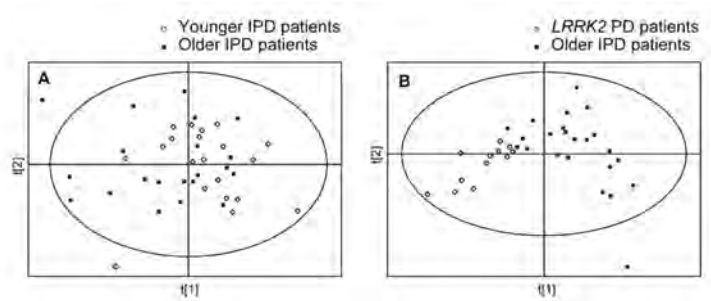 Younger IPD patients
Older IPD patients
A
t[2]
t[1]
LRRK2 PD patients
Older IPD patients
B
t[2]
t[1]